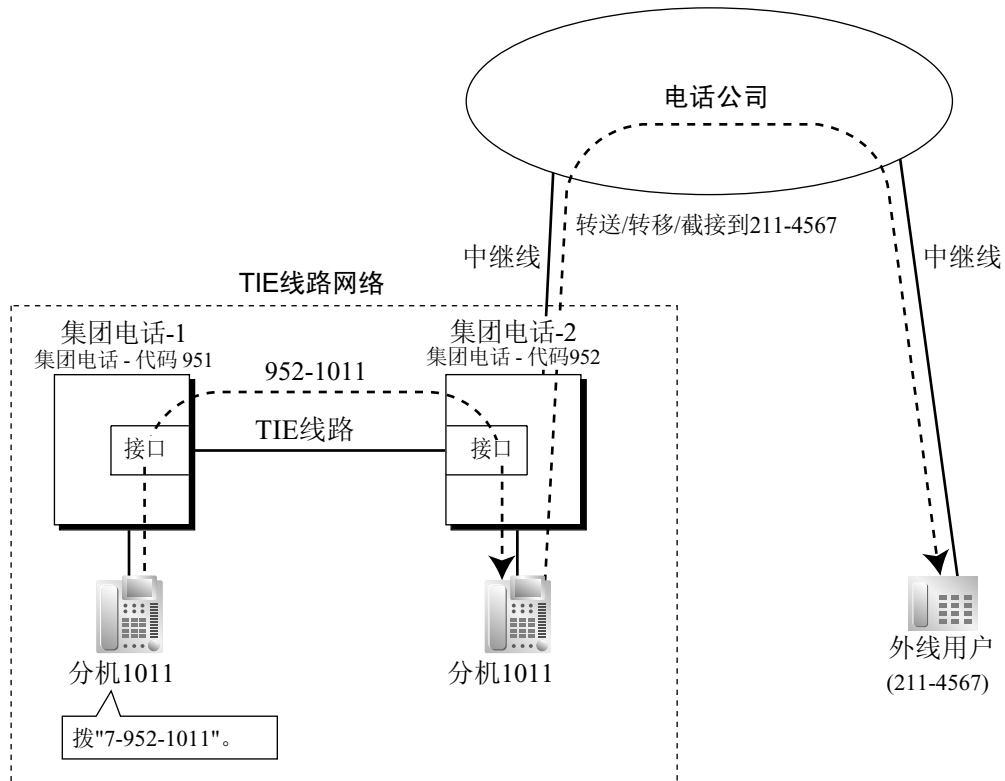 电话公司
转送/转移/截接到211-4567
中继线
中继线
TIE线路网络
集团电话-1
集团电话 - 代码 951
集团电话-2
集团电话 - 代码952
952-1011
TIE线路
接口
接口
分机1011
分机1011
外线用户
(211-4567)
拨"7-952-1011"。